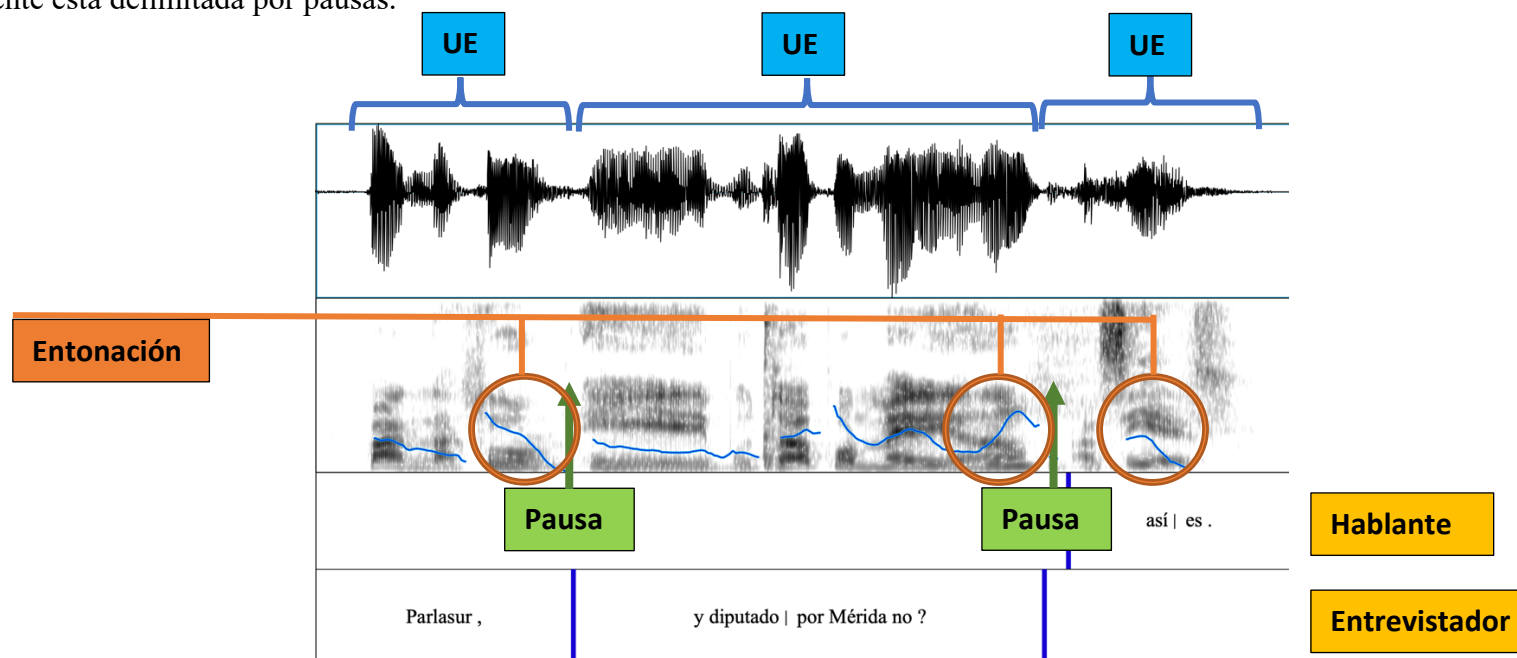 está delimitada por pausas.
UE
UE
UE
Entonación
Pausa
Pausa
así | es .
Hablante
Parlasur ,
y diputado | por Mérida no ?
Entrevistador